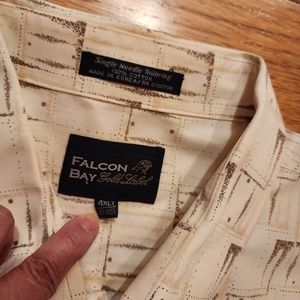 Single Needle Tailoring
100% COTTON
MADE IN KOREA
FALCON
BAY Gold Label
4XLT